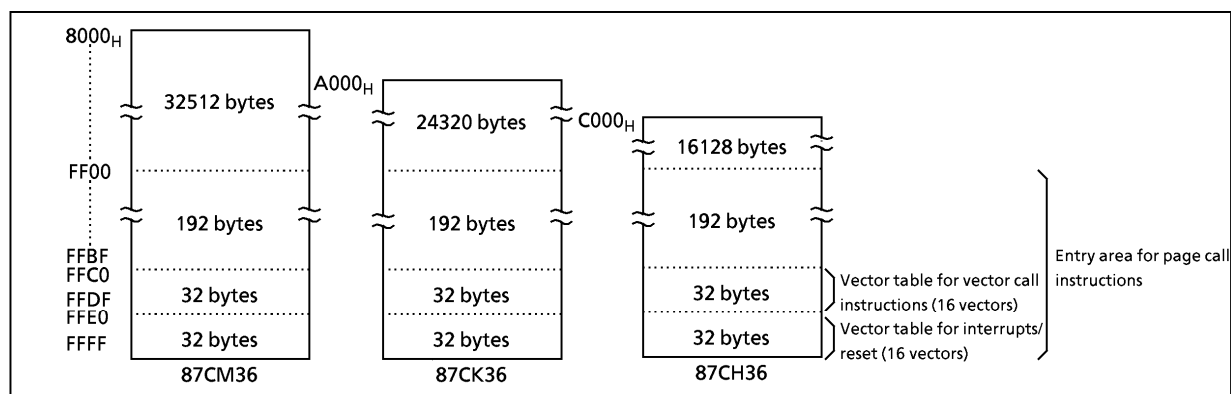 8000H
32512 bytes
A000H
24320 bytes
C000H
16128 bytes
FF00
192 bytes
192 bytes
192 bytes
FFBF
FFC0
Entry area for page call
instructions
FFDF
32 bytes
32 bytes
32 bytes
Vector table for vector call
instructions (16 vectors)
FFE0
FFFF
32 bytes
32 bytes
32 bytes
Vector table for interrupts/
reset (16 vectors)
87CM36
87CK36
87CH36